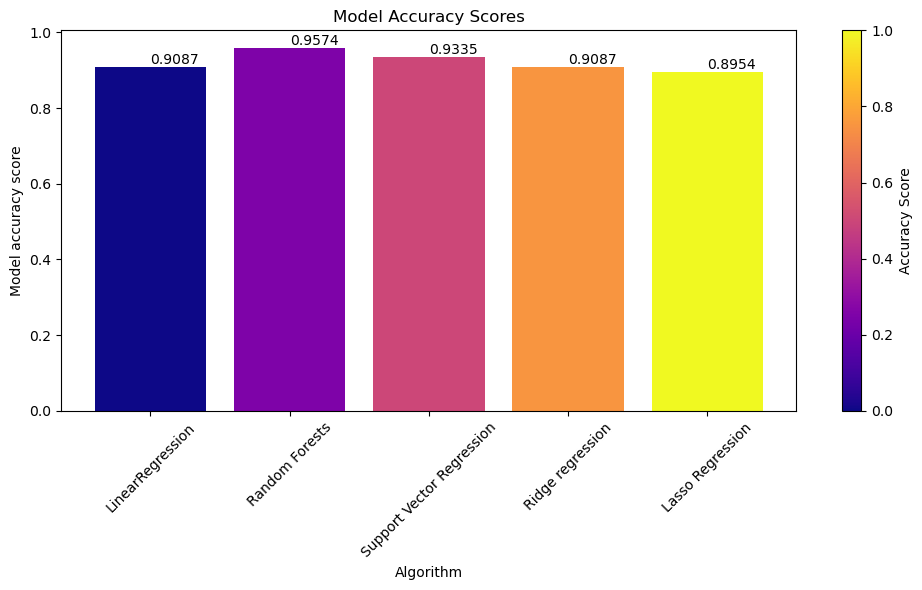 Model Accuracy Scores
Model accuracy score
1.0
0.8
0.6
0.4
0.2
0.0
0.9087
0.9574
0.9335
0.9087
0.8954
LinearRegression
Random Forests
Support Vector Regression
Ridge regression
Lasso Regression
Algorithm
1.0
0.8
0.6
0.4
0.2
0.0
Accuracy Score